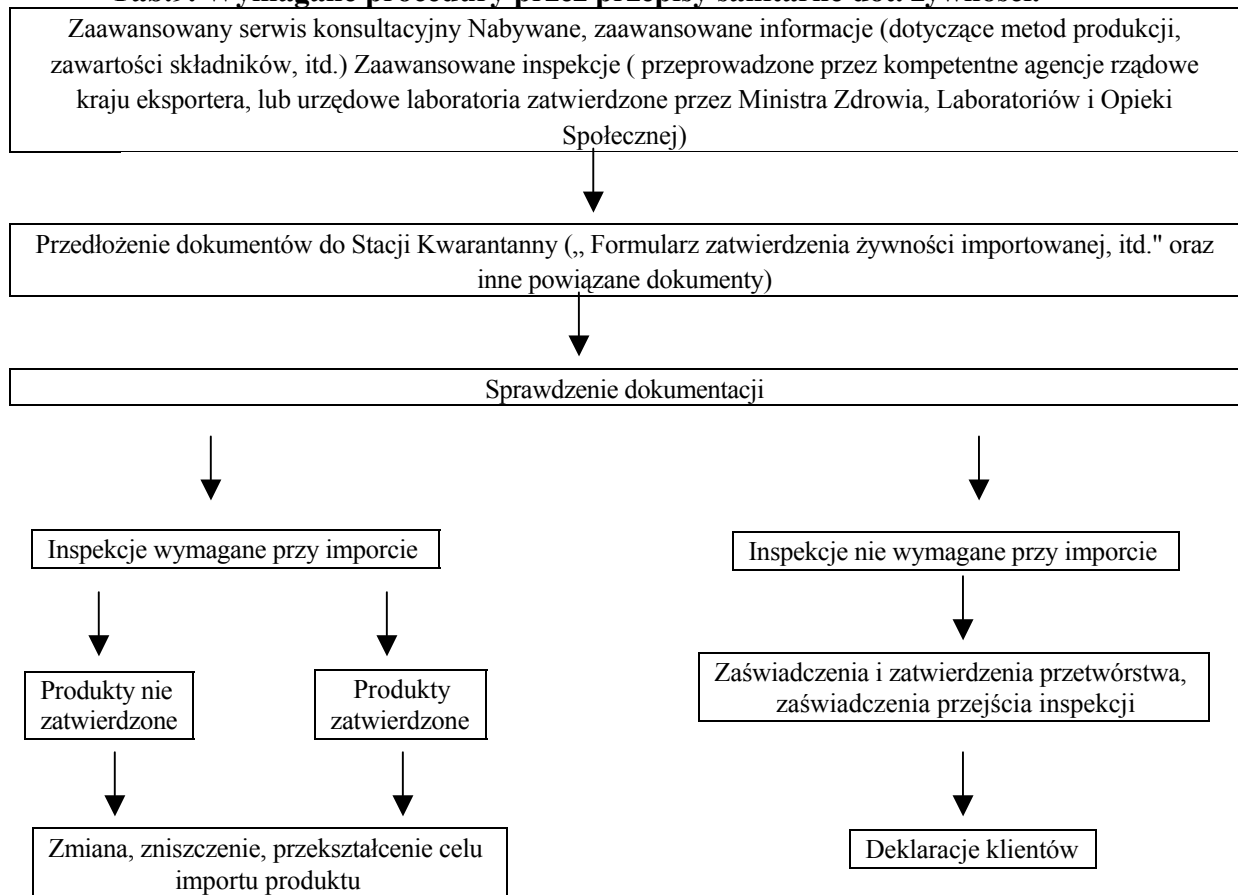 Zaawansowany serwis konsultacyjny Nabywane, zaawansowane informacje (dotyczące metod produkcji,
zawartości składników, itd.) Zaawansowane inspekcje ( przeprowadzone przez kompetentne agencje rządowe
kraju eksportera, lub urzędowe laboratoria zatwierdzone przez Ministra Zdrowia, Laboratoriów i Opieki
Społecznej)
Przedłożenie dokumentów do Stacji Kwarantanny („ Formularz zatwierdzenia żywności importowanej, itd." oraz
inne powiązane dokumenty)
Sprawdzenie dokumentacji
Inspekcje wymagane przy imporcie
Inspekcje nie wymagane przy imporcie
Produkty nie
zatwierdzone
Produkty
zatwierdzone
Zaświadczenia i zatwierdzenia przetwórstwa,
zaświadczenia przejścia inspekcji
Zmiana, zniszczenie, przekształcenie celu
importu produktu
Deklaracje klientów